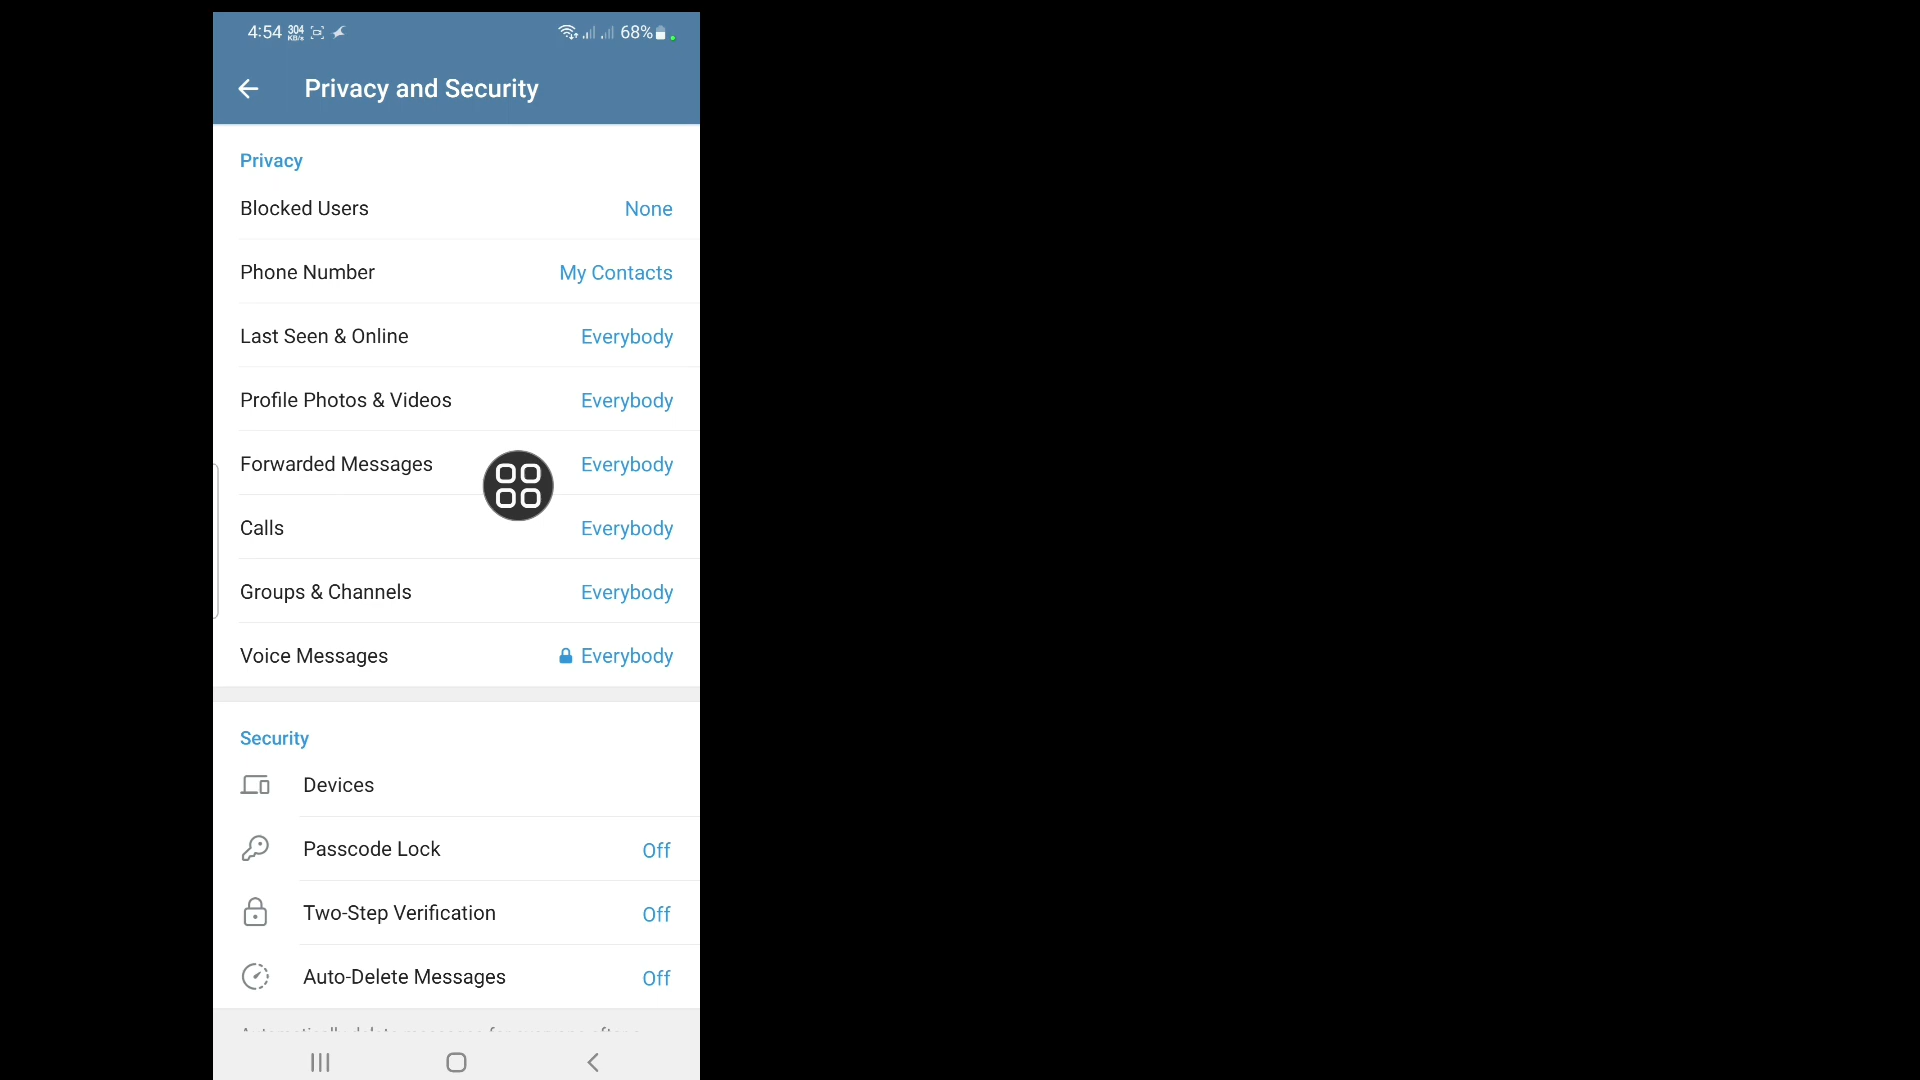 4:54 304 KB/s 68%
Privacy and Security
Privacy
Blocked Users None
Phone Number My Contacts
Last Seen & Online Everybody
Profile Photos & Videos Everybody
Forwarded Messages Everybody
Calls Everybody
Groups & Channels Everybody
Voice Messages Everybody
Security
Devices
Passcode Lock Off
Two-Step Verification Off
Auto-Delete Messages Off